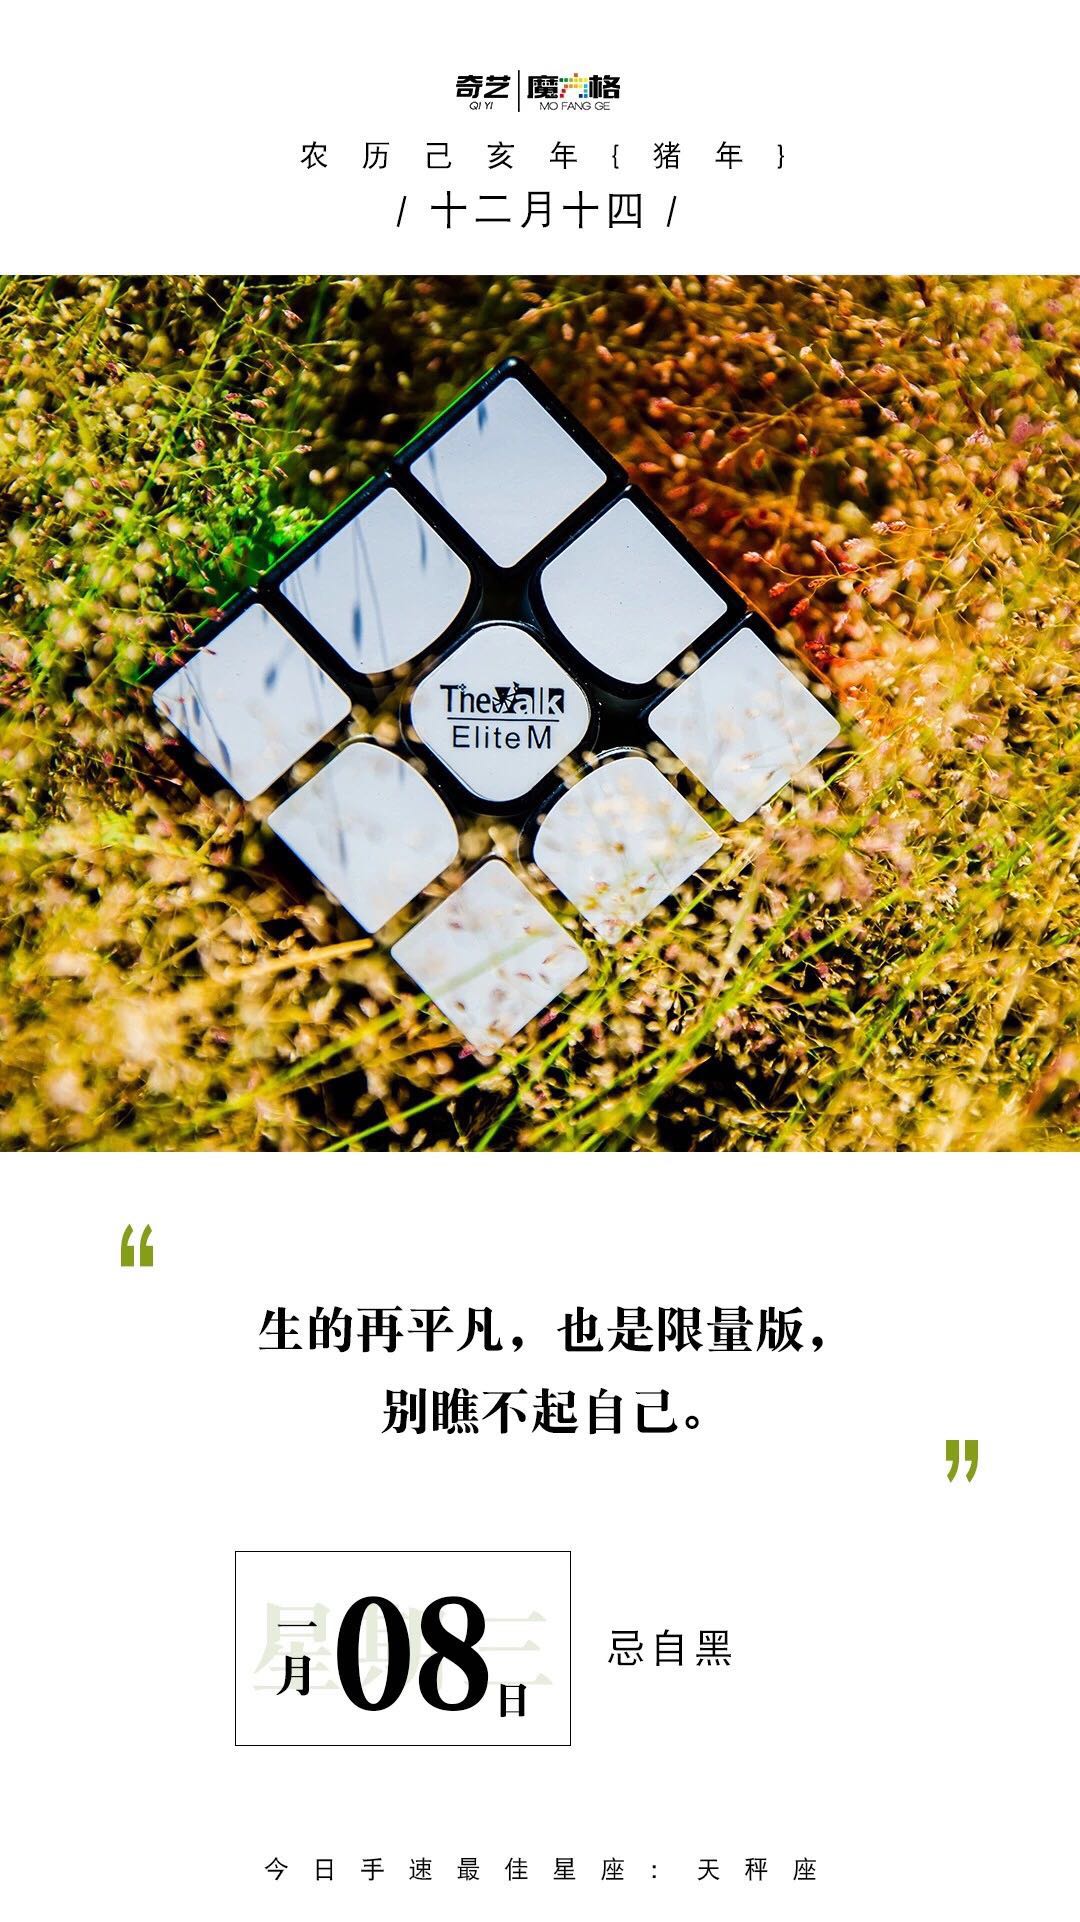 奇艺 魔方格
QI YI MO FANG GE
农历己亥年{猪年}
/ 十二月十四 /
The Valk
Elite M
“
生的再平凡，也是限量版，
别瞧不起自己。
”
星期三
一月08日
忌自黑
今日手速最佳星座：天秤座